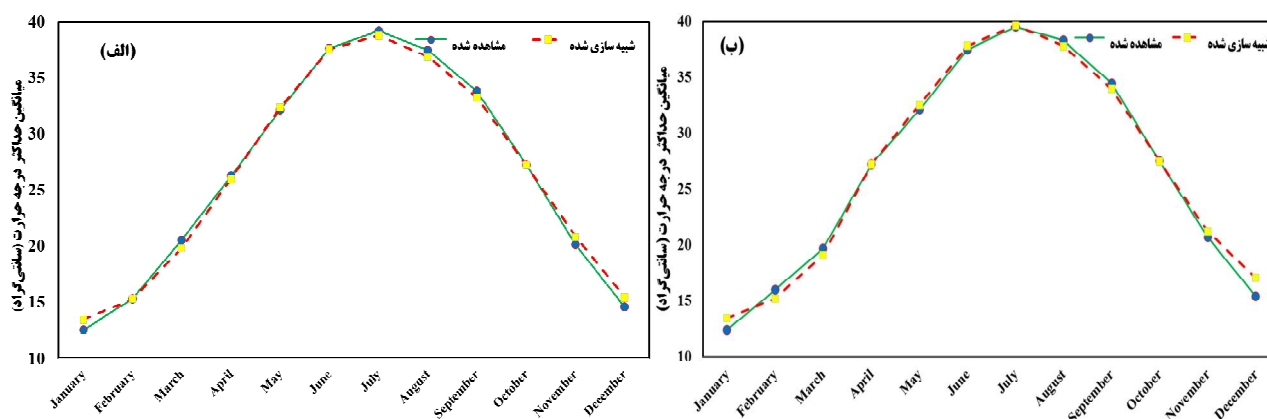 (الف)
مشاهده شده
شبیه سازی شده
میانگین حداکثر درجه حرارت (سانتی‌گراد)
40
35
30
25
20
15
10
January
February
March
April
May
June
July
August
September
October
November
December
(ب)
مشاهده شده
شبیه سازی شده
میانگین حداکثر درجه حرارت (سانتی‌گراد)
40
35
30
25
20
15
10
January
February
March
April
May
June
July
August
September
October
November
December